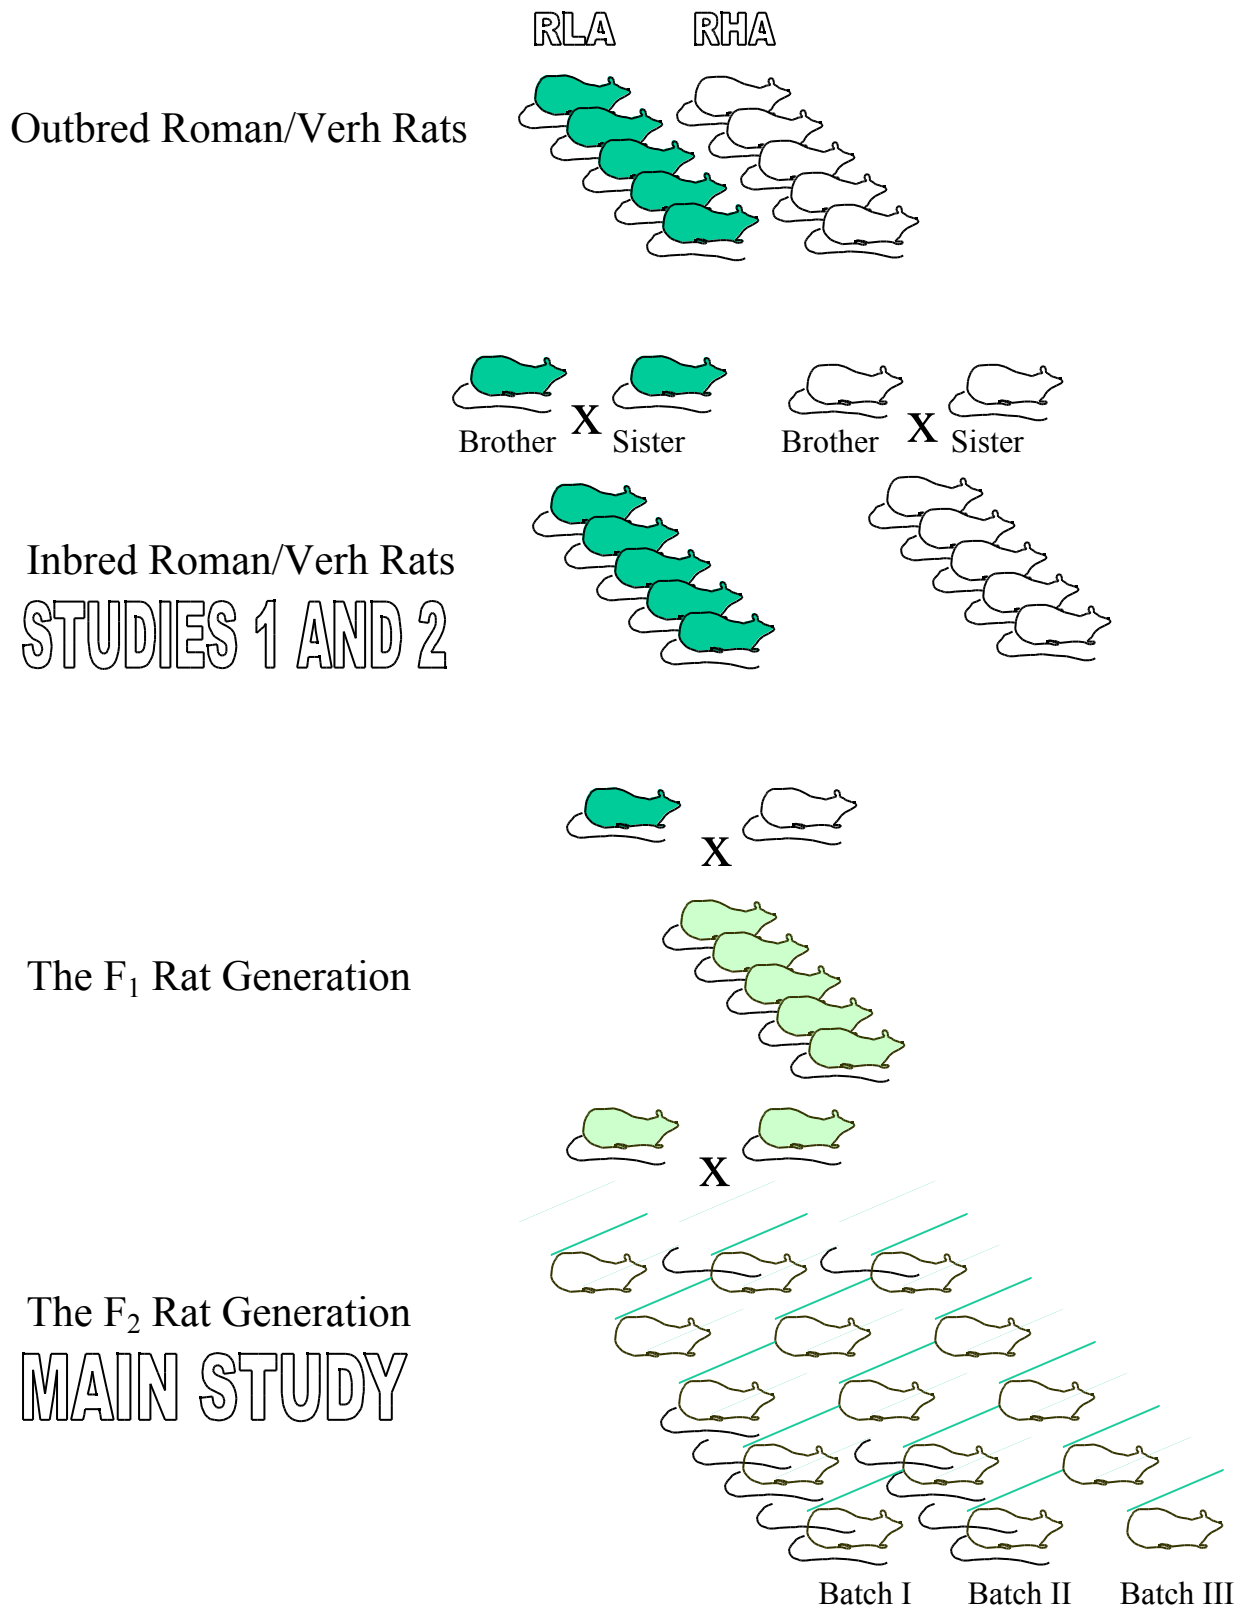 RLA RHA
Outbred Roman/Verh Rats
X X
Brother Sister Brother Sister
Inbred Roman/Verh Rats
STUDIES 1 AND 2
X
The F₁ Rat Generation
X
The F₂ Rat Generation
MAIN STUDY
Batch I Batch II Batch III